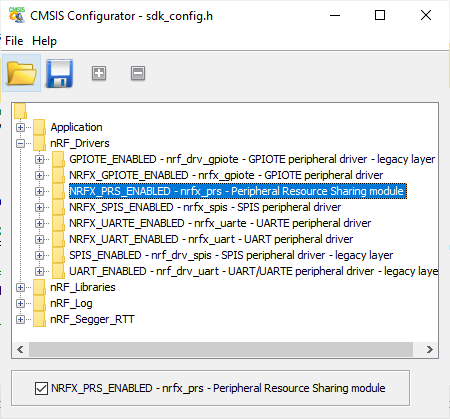 CMSIS Configurator - sdk_config.h
File Help
Application
nRF_Drivers
GPIOTE_ENABLED - nrf_drv_gpiote - GPIOTE peripheral driver - legacy layer
NRFX_GPIOTE_ENABLED - nrfx_gpiote - GPIOTE peripheral driver
NRFX_PRS_ENABLED - nrfx_prs - Peripheral Resource Sharing module
NRFX_SPIS_ENABLED - nrfx_spis - SPIS peripheral driver
NRFX_UARTE_ENABLED - nrfx_uarte - UARTE peripheral driver
NRFX_UART_ENABLED - nrfx_uart - UART peripheral driver
SPIS_ENABLED - nrf_drv_spis - SPIS peripheral driver - legacy layer
UART_ENABLED - nrf_drv_uart - UART/UARTE peripheral driver - legacy laye
nRF_Libraries
nRF_Log
nRF_Segger_RTT
NRFX_PRS_ENABLED - nrfx_prs - Peripheral Resource Sharing module